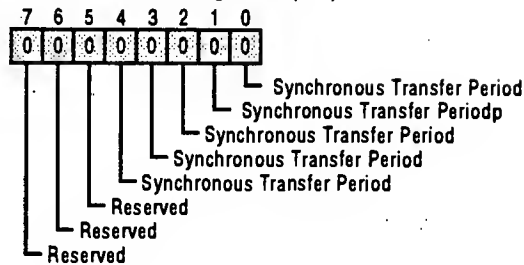 7 6 5 4 3 2 1 0
0 0 0 0 0 0 0 0
Synchronous Transfer Period
Synchronous Transfer Periodp
Synchronous Transfer Period
Synchronous Transfer Period
Synchronous Transfer Period
Reserved
Reserved
Reserved